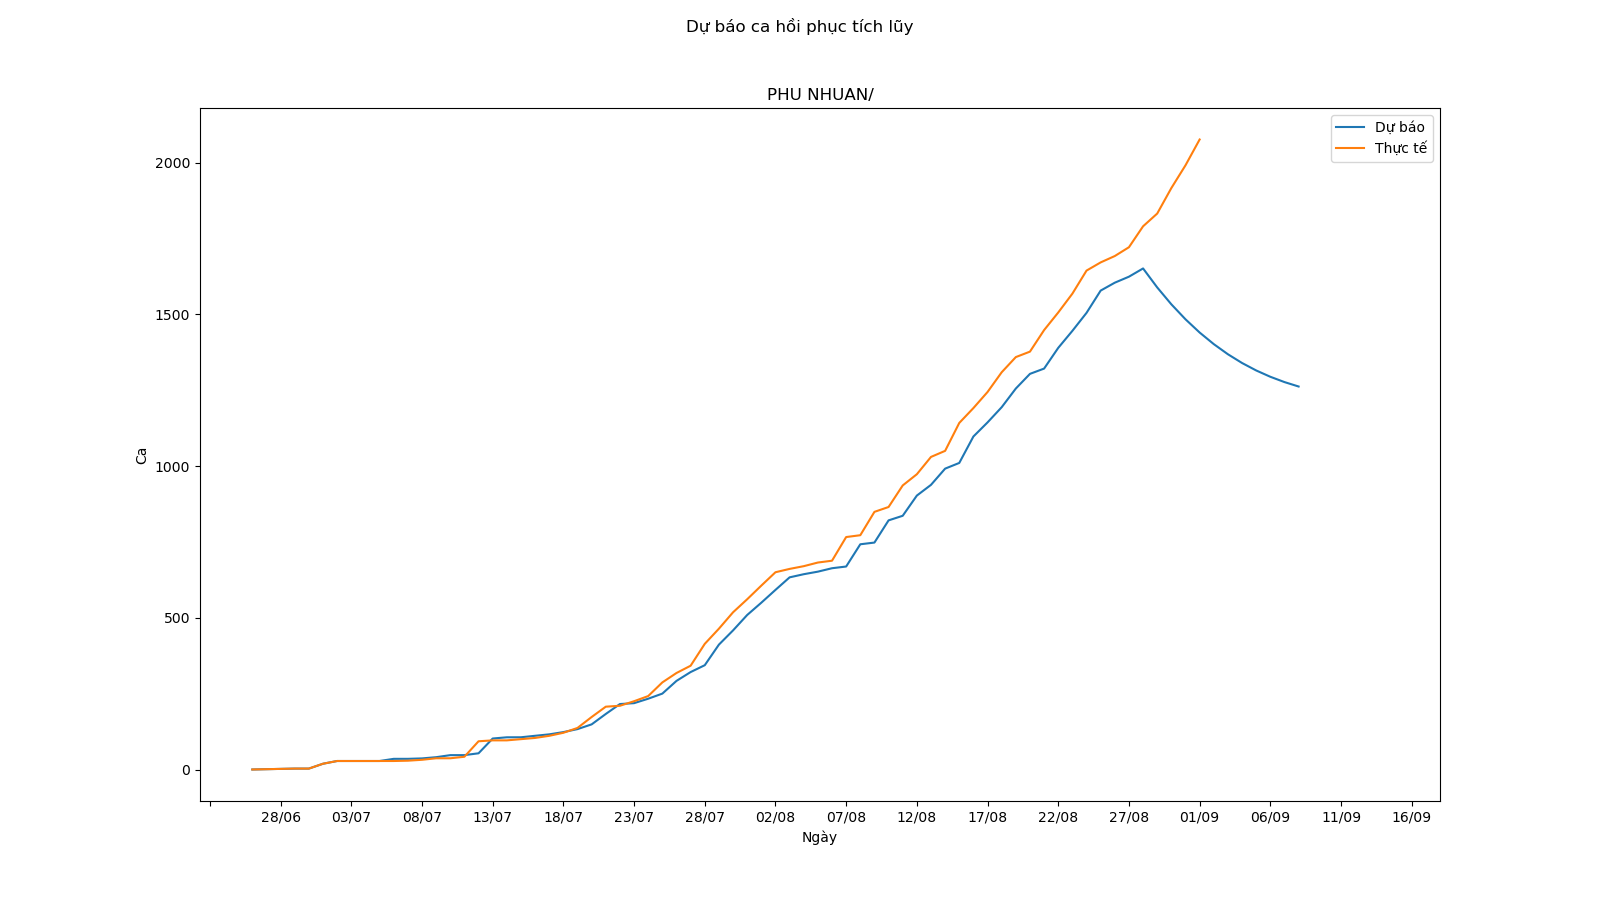 Dự báo ca hồi phục tích lũy
PHU NHUAN/
Dự báo
Thực tế
2000
1500
1000
500
0
Ca
28/06 03/07 08/07 13/07 18/07 23/07 28/07 02/08 07/08 12/08 17/08 22/08 27/08 01/09 06/09 11/09 16/09
Ngày